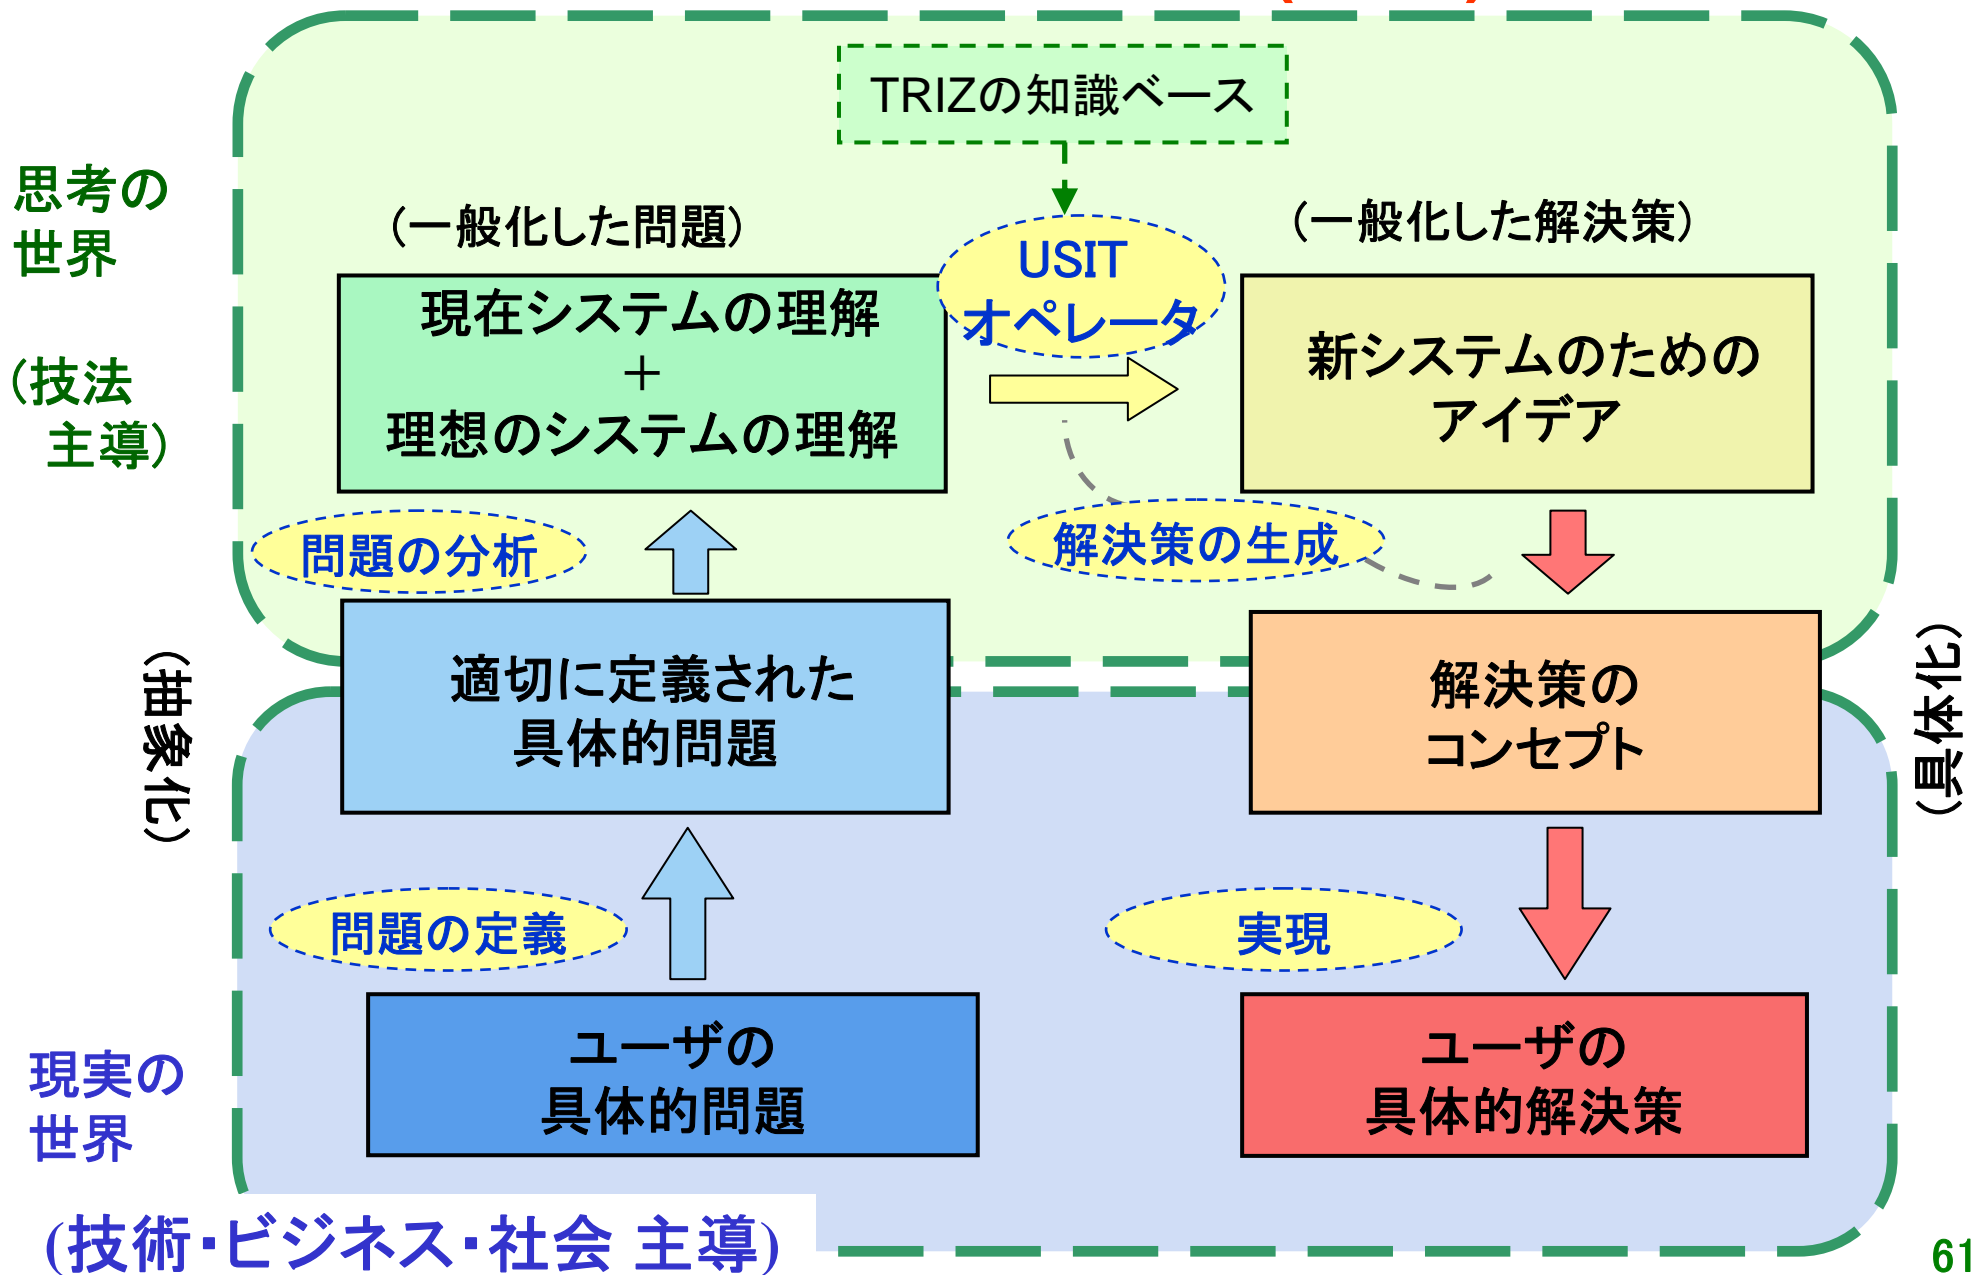 TRIZの知識ベース
思考の
世界
(技法
主導)
(一般化した問題)
USIT
オペレータ
(一般化した解決策)
現在システムの理解
+
理想のシステムの理解
新システムのための
アイデア
問題の分析
解決策の生成
(抽象化)
適切に定義された
具体的問題
解決策の
コンセプト
(具体化)
問題の定義
実現
現実の
世界
ユーザの
具体的問題
ユーザの
具体的解決策
(技術・ビジネス・社会 主導)
61